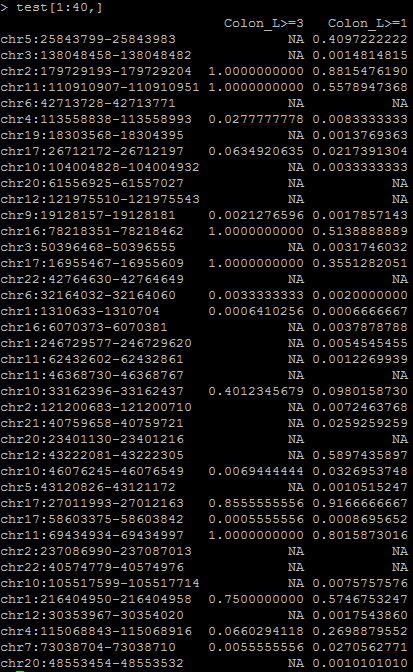 > test[1:40,]
Colon_L>=3 Colon_L>=1
chr5:25843799-25843983 NA 0.4097222222
chr3:138048458-138048482 NA 0.0014814815
chr2:179729193-179729204 1.0000000000 0.8815476190
chr11:110910907-110910951 1.0000000000 0.5578947368
chr6:42713728-42713771 NA NA
chr4:113558838-113558993 0.0277777778 0.0083333333
chr19:18303568-18304395 NA 0.0013769363
chr17:26712172-26712197 0.0634920635 0.0217391304
chr10:104004828-104004932 NA 0.0033333333
chr20:61556925-61557027 NA NA
chr12:121975510-121975543 NA NA
chr9:19128157-19128181 0.0021276596 0.0017857143
chr16:78218351-78218462 1.0000000000 0.5138888889
chr3:50396468-50396555 NA 0.0031746032
chr17:16955467-16955609 1.0000000000 0.3551282051
chr22:42764630-42764649 NA NA
chr6:32164032-32164060 0.0033333333 0.0020000000
chr1:1310633-1310704 0.0006410256 0.0006666667
chr16:6070373-6070381 NA 0.0037878788
chr1:246729577-246729620 NA 0.0054545455
chr11:62432602-62432861 NA 0.0012269939
chr11:46368730-46368767 NA NA
chr10:33162396-33162437 0.4012345679 0.0980158730
chr2:121200683-121200710 NA 0.0072463768
chr21:40759658-40759721 NA 0.0259259259
chr20:23401130-23401216 NA NA
chr12:43222081-43222305 NA 0.5897435897
chr10:46076245-46076549 0.0069444444 0.0326953748
chr5:43120826-43121172 NA 0.0010515247
chr17:27011993-27012163 0.8555555556 0.9166666667
chr17:58603375-58603842 0.0005555556 0.0008695652
chr11:69434934-69434997 1.0000000000 0.8015873016
chr2:237086990-237087013 NA NA
chr22:40574779-40574976 NA NA
chr10:105517599-105517714 NA 0.0075757576
chr1:216404950-216404958 0.7500000000 0.5746753247
chr12:30353967-30354020 NA 0.0017543860
chr4:115068843-115068916 0.0660294118 0.2698879552
chr7:73038704-73038710 0.0055555556 0.0270562771
chr20:48553454-48553532 NA 0.0010101010